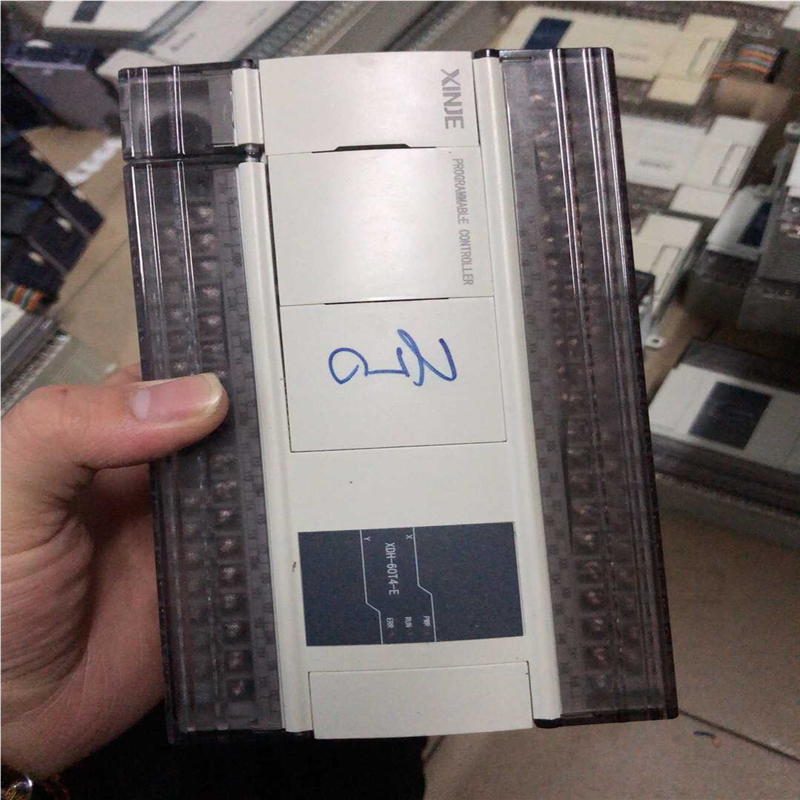 XINJE
PROGRAMMABLE CONTROLLER
X
XDH-60T4-E
Y
PWR
RUN
ERR